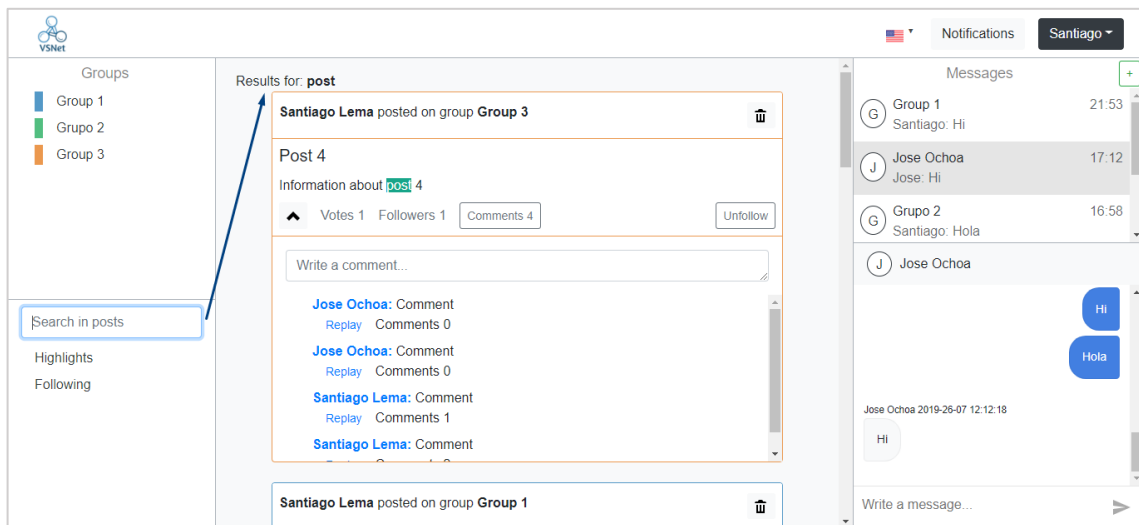 VSNet
Notifications
Santiago
Groups
Group 1
Grupo 2
Group 3
Search in posts
Highlights
Following
Results for: post
Santiago Lema posted on group Group 3
Post 4
Information about post 4
Votes 1 Followers 1 Comments 4 Unfollow
Write a comment...
Jose Ochoa: Comment
Replay Comments 0
Jose Ochoa: Comment
Replay Comments 0
Santiago Lema: Comment
Replay Comments 1
Santiago Lema: Comment
Santiago Lema posted on group Group 1
Messages +
G Group 1 21:53
Santiago: Hi
J Jose Ochoa 17:12
Jose: Hi
G Grupo 2 16:58
Santiago: Hola
J Jose Ochoa
Hi
Hola
Jose Ochoa 2019-26-07 12:12:18
Hi
Write a message...